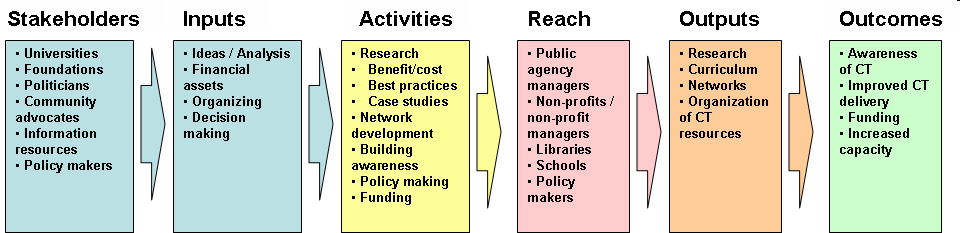 Stakeholders
• Universities
• Foundations
• Politicians
• Community
advocates
• Information
resources
• Policy makers
Inputs
• Ideas / Analysis
• Financial
assets
• Organizing
• Decision
making
Activities
• Research
• Benefit/cost
• Best practices
• Case studies
• Network
development
• Building
awareness
• Policy making
• Funding
Reach
• Public
agency
managers
• Non-profits /
non-profit
managers
• Libraries
• Schools
• Policy
makers
Outputs
• Research
• Curriculum
• Networks
• Organization
of CT
resources
Outcomes
• Awareness
of CT
• Improved CT
delivery
• Funding
• Increased
capacity